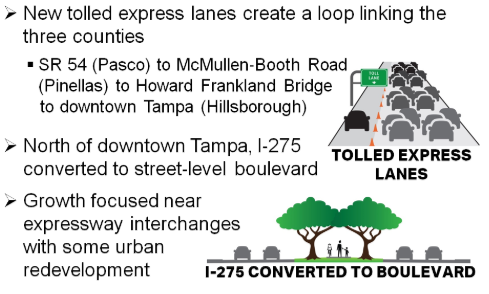 ➢ New tolled express lanes create a loop linking the
three counties
▪ SR 54 (Pasco) to McMullen-Booth Road
(Pinellas) to Howard Frankland Bridge
to downtown Tampa (Hillsborough)
TOLL
LANE
TOLLED EXPRESS
LANES
➢ North of downtown Tampa, I-275
converted to street-level boulevard
➢ Growth focused near
expressway interchanges
with some urban
redevelopment
I-275 CONVERTED TO BOULEVARD